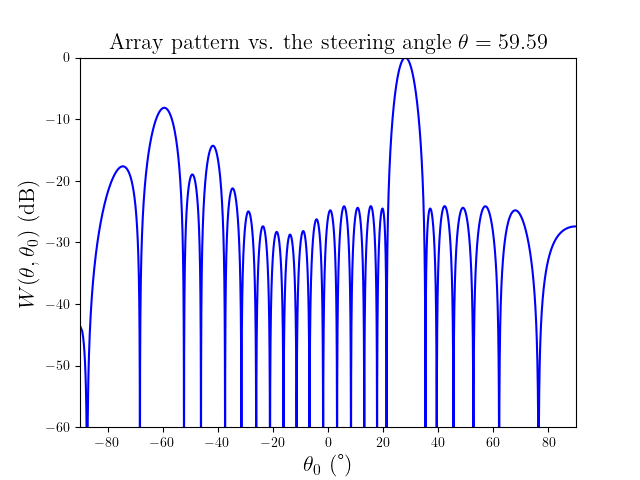 Array pattern vs. the steering angle θ = 59.59
0
−10
−20
−30
−40
−50
−60
W(θ, θ₀) (dB)
−80 −60 −40 −20 0 20 40 60 80
θ₀ (°)